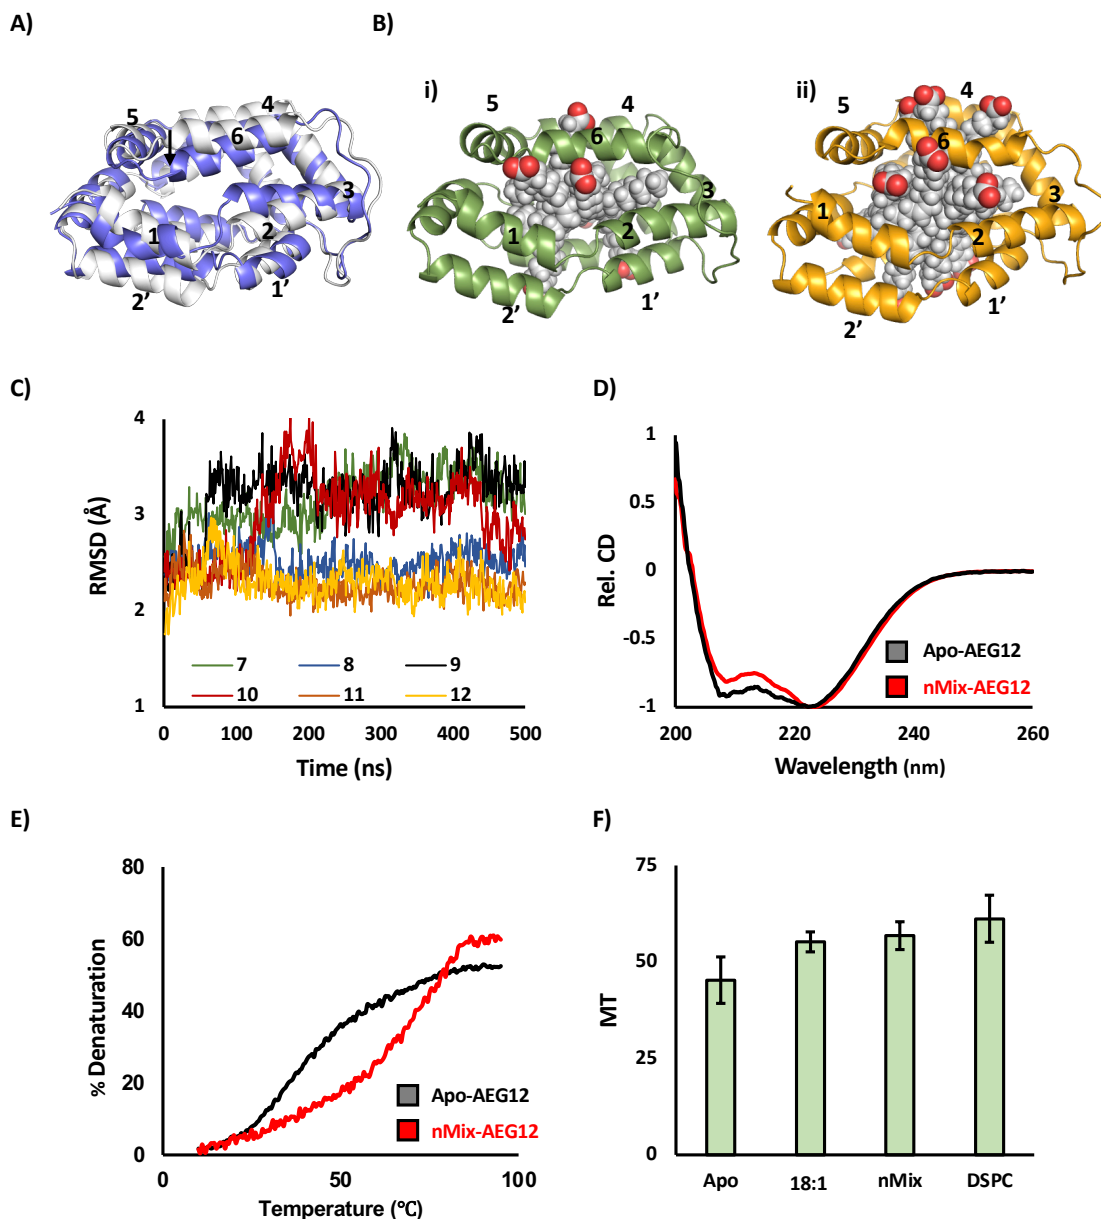 A)
B)
5
4
6
3
1
2
2’
1’
i)
5
4
6
3
1
2
2’
1’
ii)
5
4
6
3
1
2
2’
1’
C)
4
3
2
1
RMSD (Å)
7 8 9
10 11 12
0 100 200 300 400 500
Time (ns)
D)
1
0.5
0
-0.5
-1
Rel. CD
Apo-AEG12
nMix-AEG12
200 220 240 260
Wavelength (nm)
E)
80
60
40
20
0
% Denaturation
Apo-AEG12
nMix-AEG12
0 50 100
Temperature (℃)
F)
75
50
25
0
MT
Apo 18:1 nMix DSPC